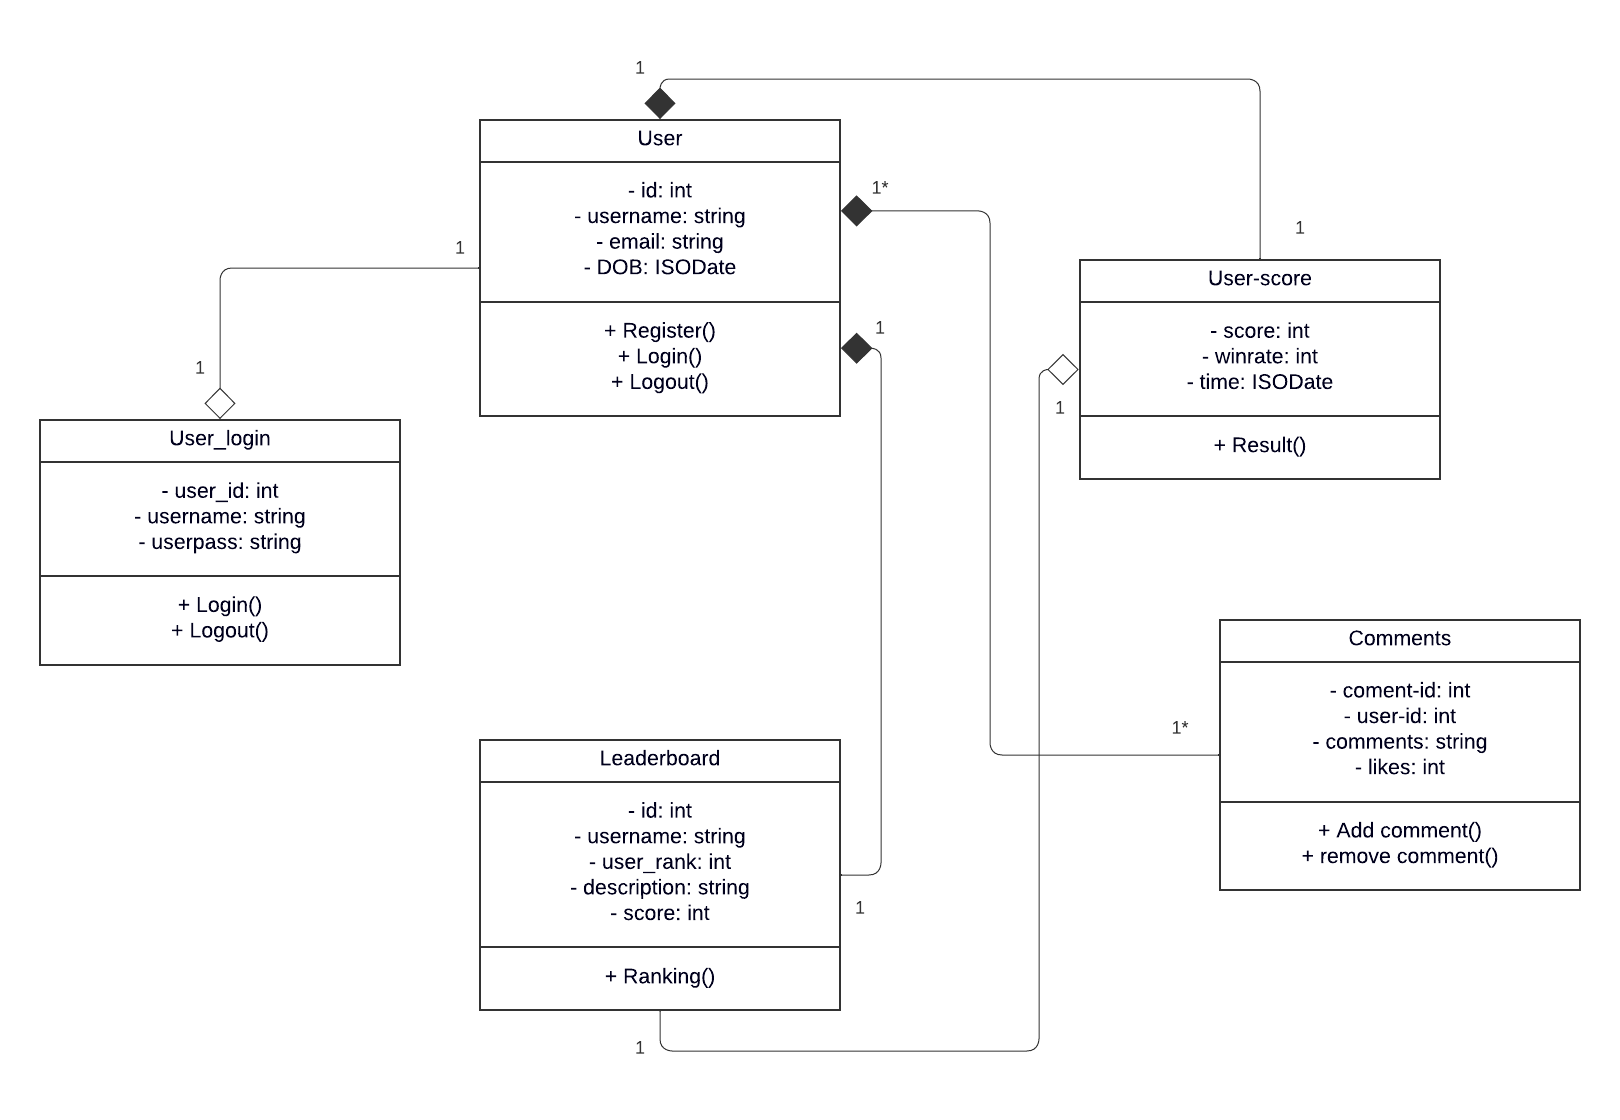 1
User
- id: int
- username: string
- email: string
- DOB: ISODate
+ Register()
+ Login()
+ Logout()
1*
1
1
1
1
User-score
- score: int
- winrate: int
- time: ISODate
+ Result()
1
User_login
- user_id: int
- username: string
- userpass: string
+ Login()
+ Logout()
Comments
- coment-id: int
- user-id: int
- comments: string
- likes: int
+ Add comment()
+ remove comment()
1*
Leaderboard
- id: int
- username: string
- user_rank: int
- description: string
- score: int
+ Ranking()
1
1